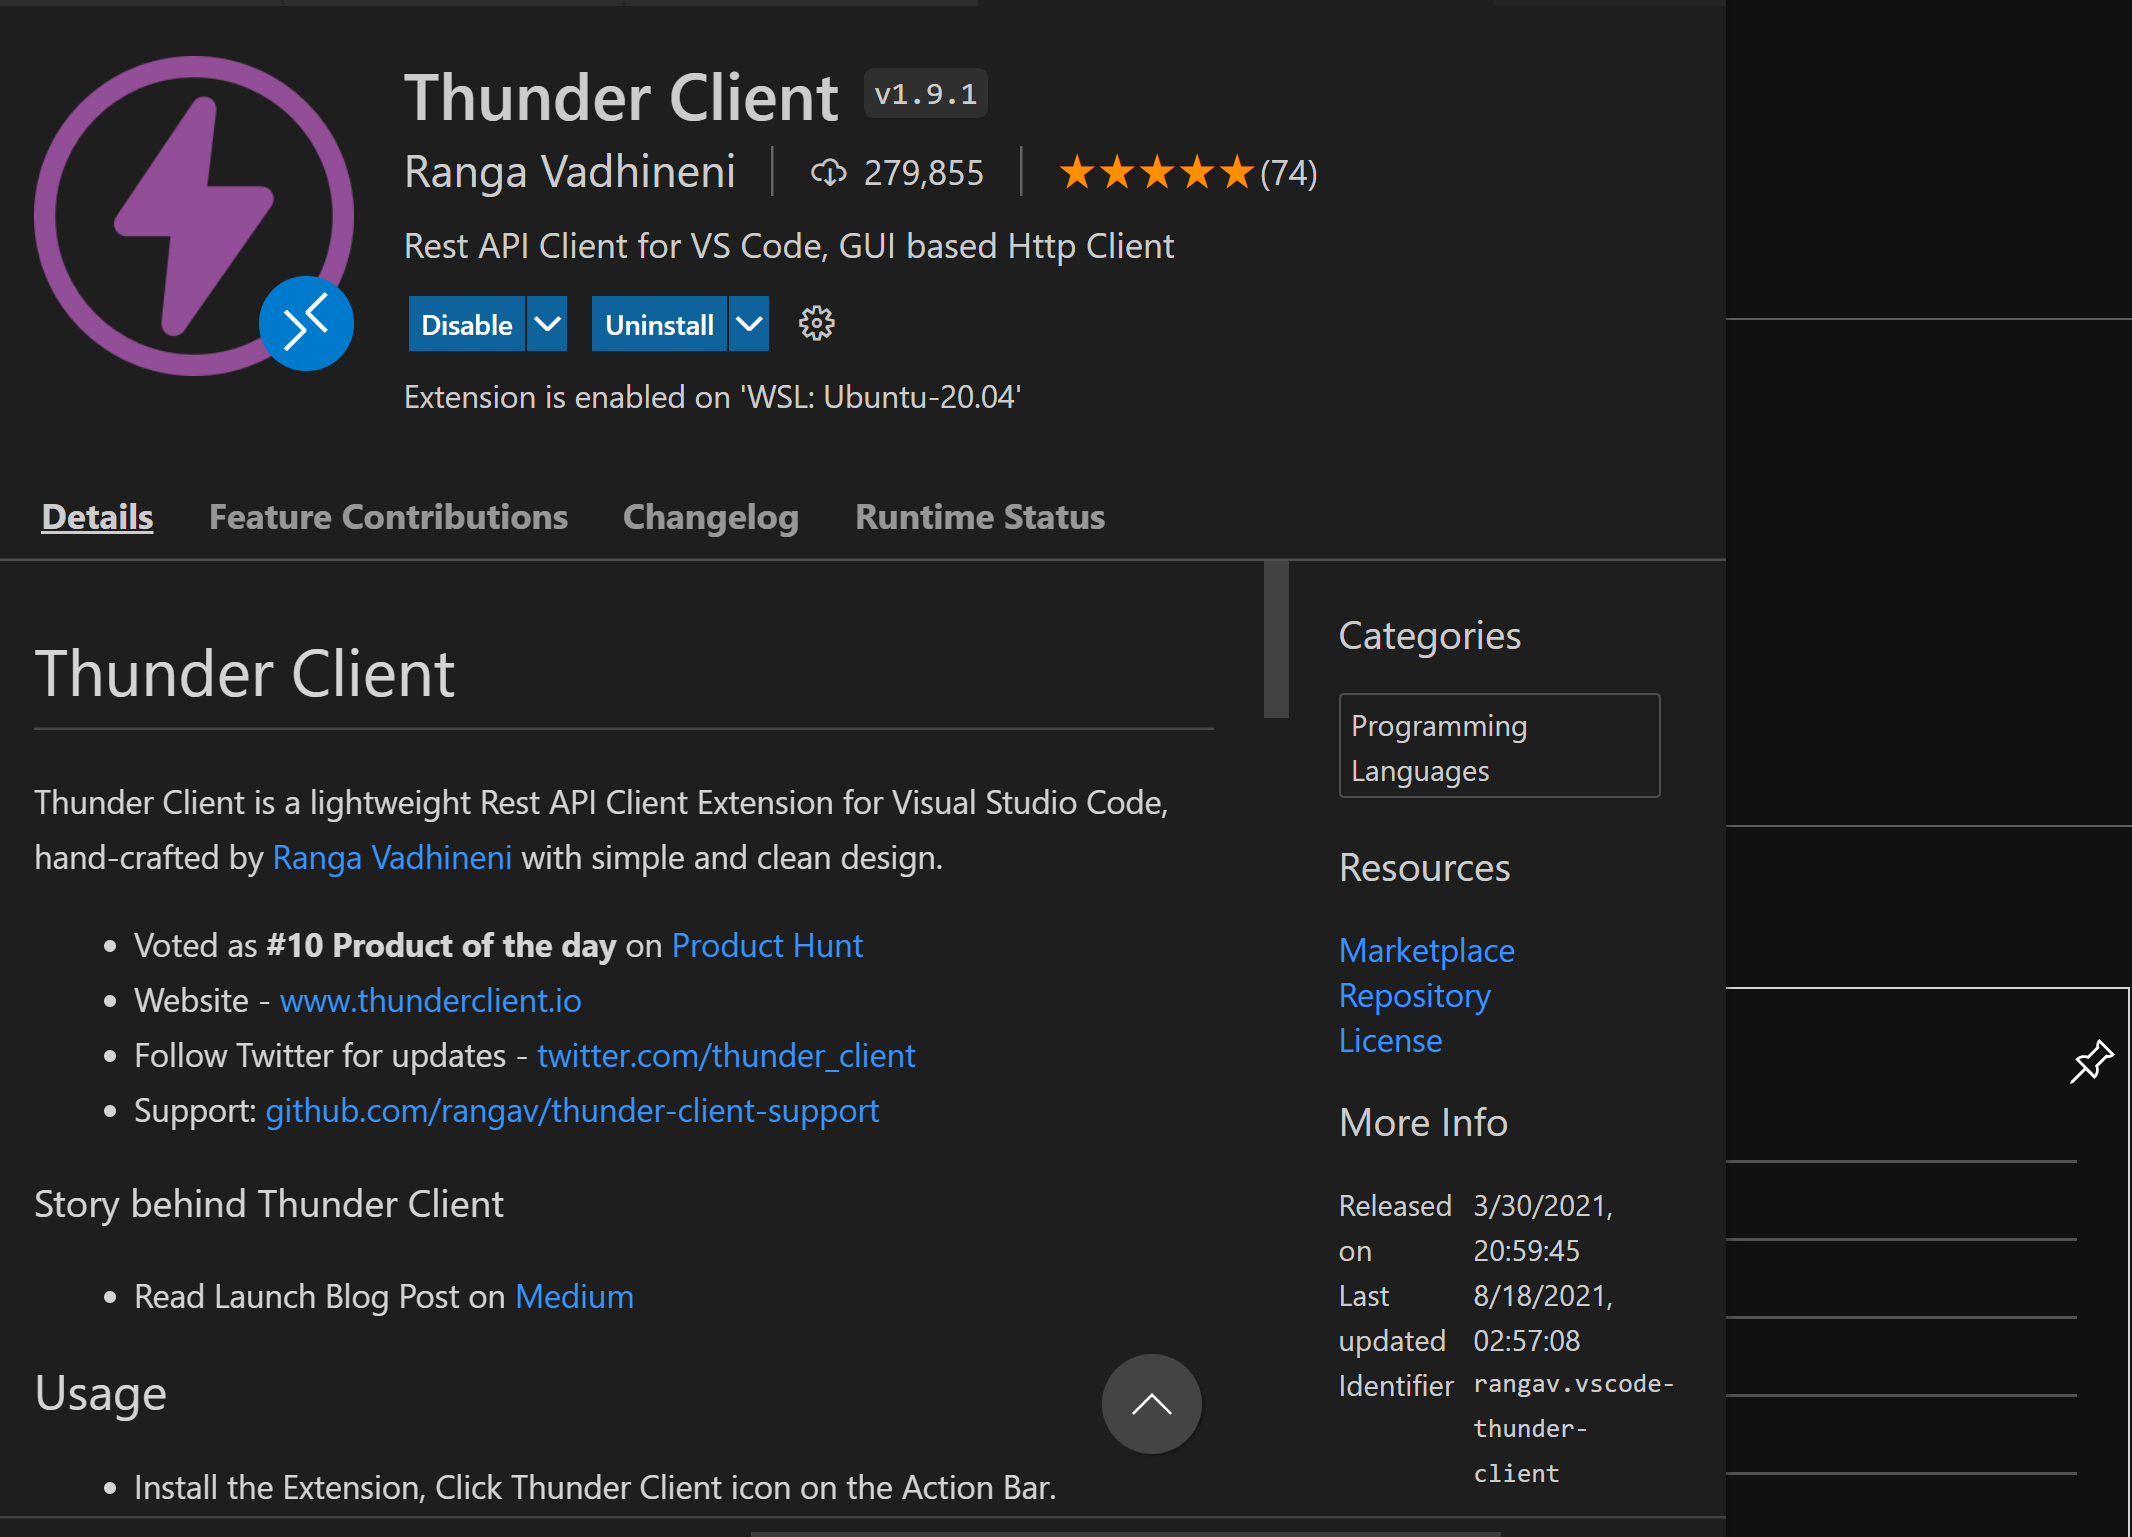 Thunder Client v1.9.1
Ranga Vadhineni 279,855 (74)
Rest API Client for VS Code, GUI based Http Client
Disable Uninstall
Extension is enabled on 'WSL: Ubuntu-20.04'
Details Feature Contributions Changelog Runtime Status
Thunder Client
Thunder Client is a lightweight Rest API Client Extension for Visual Studio Code,
hand-crafted by Ranga Vadhineni with simple and clean design.
Voted as #10 Product of the day on Product Hunt
Website - www.thunderclient.io
Follow Twitter for updates - twitter.com/thunder_client
Support: github.com/rangav/thunder-client-support
Story behind Thunder Client
Read Launch Blog Post on Medium
Usage
Install the Extension, Click Thunder Client icon on the Action Bar.
Categories
Programming
Languages
Resources
Marketplace
Repository
License
More Info
Released 3/30/2021,
on 20:59:45
Last 8/18/2021,
updated 02:57:08
Identifier rangav.vscode-
thunder-
client